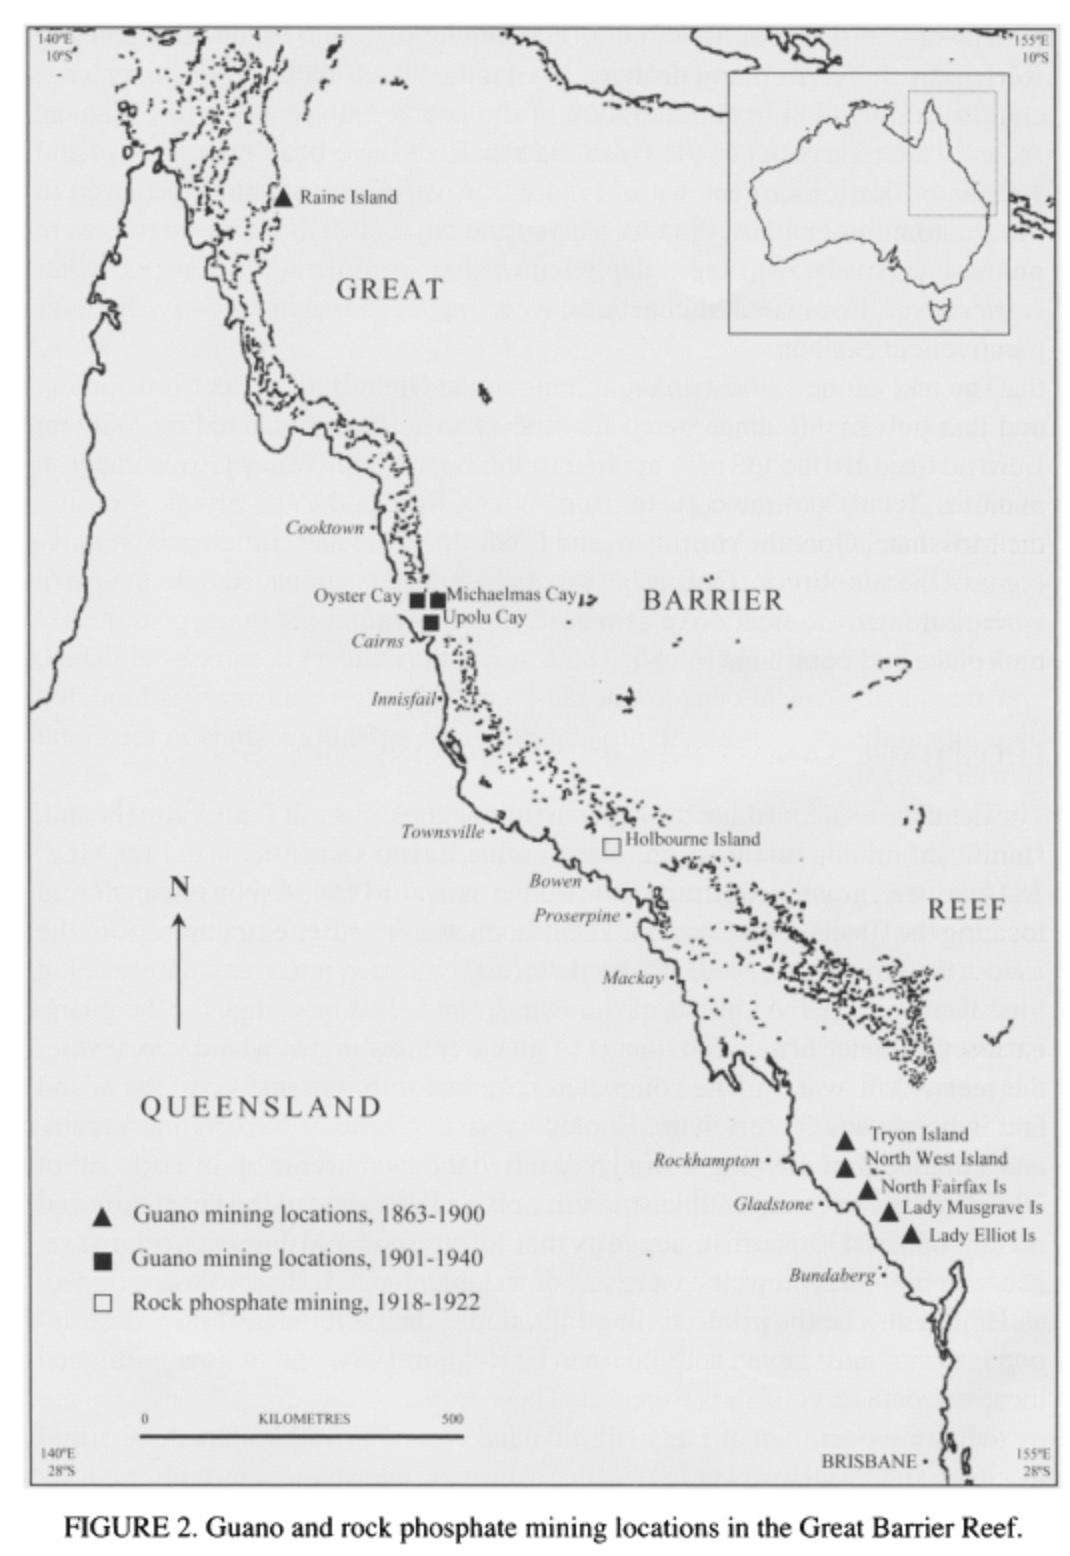 140°E
10°S
155°E
10°S
Raine Island
GREAT
Cooktown
Oyster Cay
Michaelmas Cay
BARRIER
Upolu Cay
Cairns
Innisfail
Townsville
Holbourne Island
Bowen
N
REEF
Proserpine
Mackay
QUEENSLAND
Tryon Island
Rockhampton
North West Island
North Fairfax Is
Gladstone
Lady Musgrave Is
Guano mining locations, 1863-1900
Lady Elliot Is
Guano mining locations, 1901-1940
Bundaberg
Rock phosphate mining, 1918-1922
0 KILOMETRES 500
140°E
28°S
BRISBANE
155°E
28°S
FIGURE 2. Guano and rock phosphate mining locations in the Great Barrier Reef.